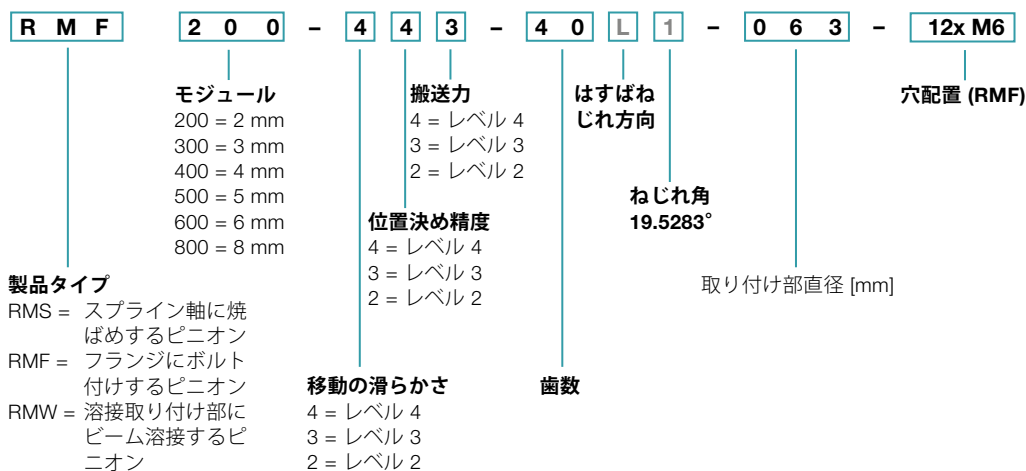 R M F 2 0 0 – 4 4 3 – 4 0 L 1 – 0 6 3 – 12x M6
モジュール
200 = 2 mm
300 = 3 mm
400 = 4 mm
500 = 5 mm
600 = 6 mm
800 = 8 mm
搬送力
4 = レベル 4
3 = レベル 3
2 = レベル 2
はすばね
じれ方向
穴配置 (RMF)
ねじれ角
19.5283°
位置決め精度
4 = レベル 4
3 = レベル 3
2 = レベル 2
取り付け部直径 [mm]
製品タイプ
RMS = スプライン軸に焼
ばめするピニオン
RMF = フランジにボルト
付けするピニオン
RMW = 溶接取り付け部に
ビーム溶接するピ
ニオン
移動の滑らかさ
4 = レベル 4
3 = レベル 3
2 = レベル 2
歯数